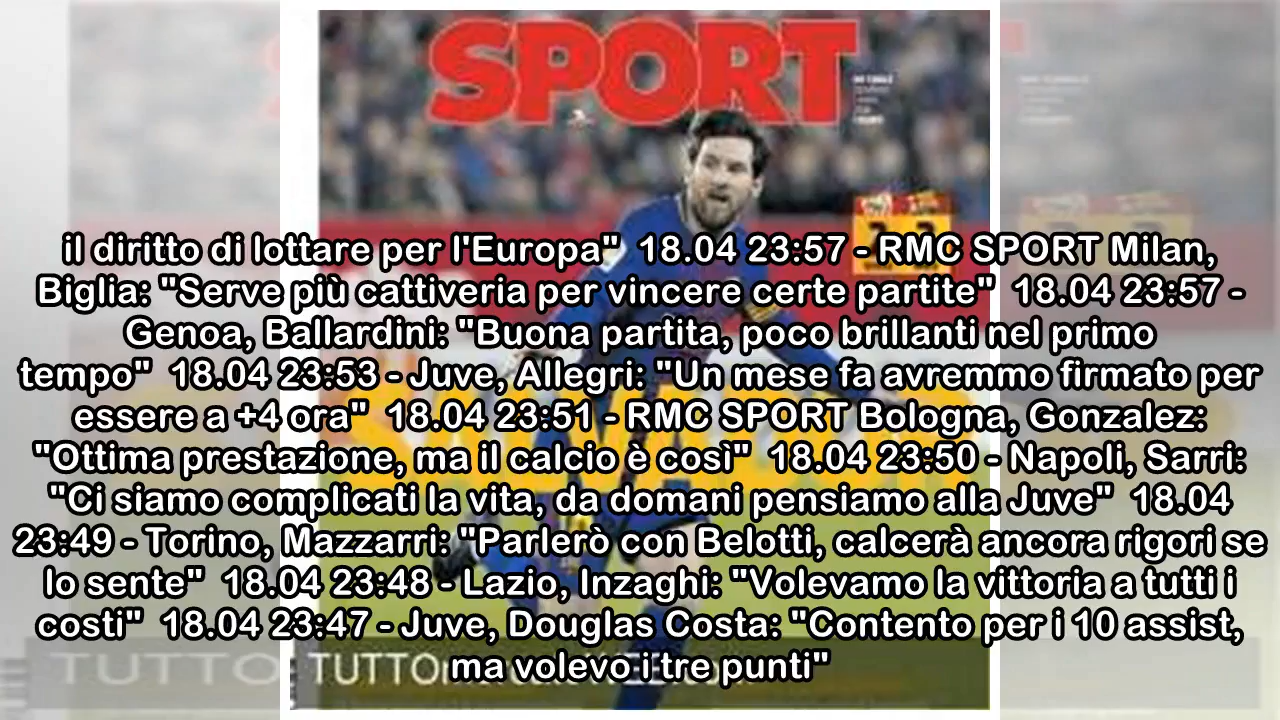 SPORT
il diritto di lottare per l'Europa"  18.04 23:57 - RMC SPORT Milan,
Biglia: "Serve più cattiveria per vincere certe partite"  18.04 23:57 -
Genoa, Ballardini: "Buona partita, poco brillanti nel primo
tempo"  18.04 23:53 - Juve, Allegri: "Un mese fa avremmo firmato per
essere a +4 ora"  18.04 23:51 - RMC SPORT Bologna, Gonzalez:
"Ottima prestazione, ma il calcio è così"  18.04 23:50 - Napoli, Sarri:
"Ci siamo complicati la vita, da domani pensiamo alla Juve"  18.04
23:49 - Torino, Mazzarri: "Parlerò con Belotti, calcerà ancora rigori se
lo sente"  18.04 23:48 - Lazio, Inzaghi: "Volevamo la vittoria a tutti i
costi"  18.04 23:47 - Juve, Douglas Costa: "Contento per i 10 assist,
ma volevo i tre punti"
TUTTO